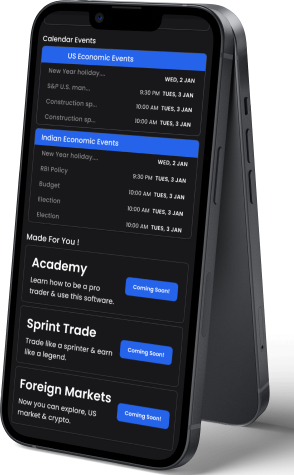 Calendar Events
US Economic Events
New Year holiday....
WED, 2 JAN
S&P U.S. man...
9:30 PM TUES, 3 JAN
Construction sp...
10:00 AM TUES, 3 JAN
Construction sp...
10:00 AM TUES, 3 JAN
Indian Economic Events
New Year holiday....
WED, 2 JAN
RBI Policy
9:30 PM TUES, 3 JAN
Budget
10:00 AM TUES, 3 JAN
Election
10:00 AM TUES, 3 JAN
Election
10:00 AM TUES, 3 JAN
Made For You !
Academy
Learn how to be a pro
trader & use this software.
Coming Soon!
Sprint Trade
Trade like a sprinter & earn
like a legend.
Coming Soon!
Foreign Markets
Now you can explore, US
market & crypto.
Coming Soon!